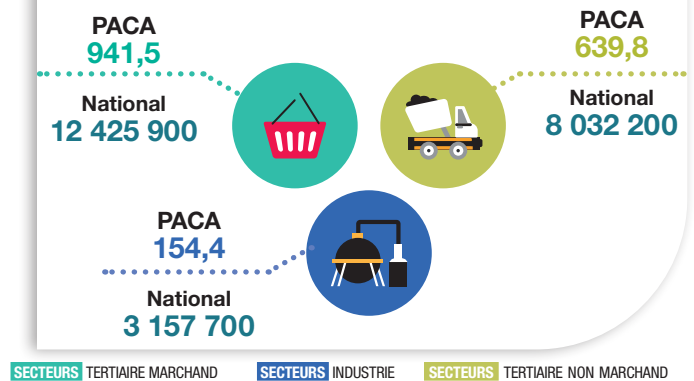 PACA
941,5
National
12 425 900
PACA
639,8
National
8 032 200
PACA
154,4
National
3 157 700
SECTEURS TERTIAIRE MARCHAND
SECTEURS INDUSTRIE
SECTEURS TERTIAIRE NON MARCHAND